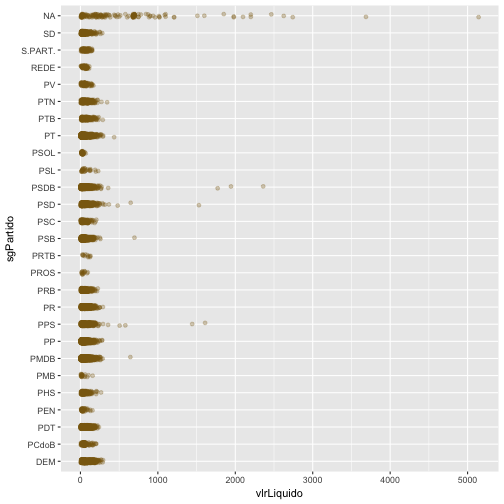 NA
SD
S.PART.
REDE
PV
PTN
PTB
PT
PSOL
PSL
PSDB
PSD
PSC
PSB
PRTB
PROS
PRB
PR
PPS
PP
PMDB
PMB
PHS
PEN
PDT
PCdoB
DEM
sgPartido
0 1000 2000 3000 4000 5000
vlrLiquido